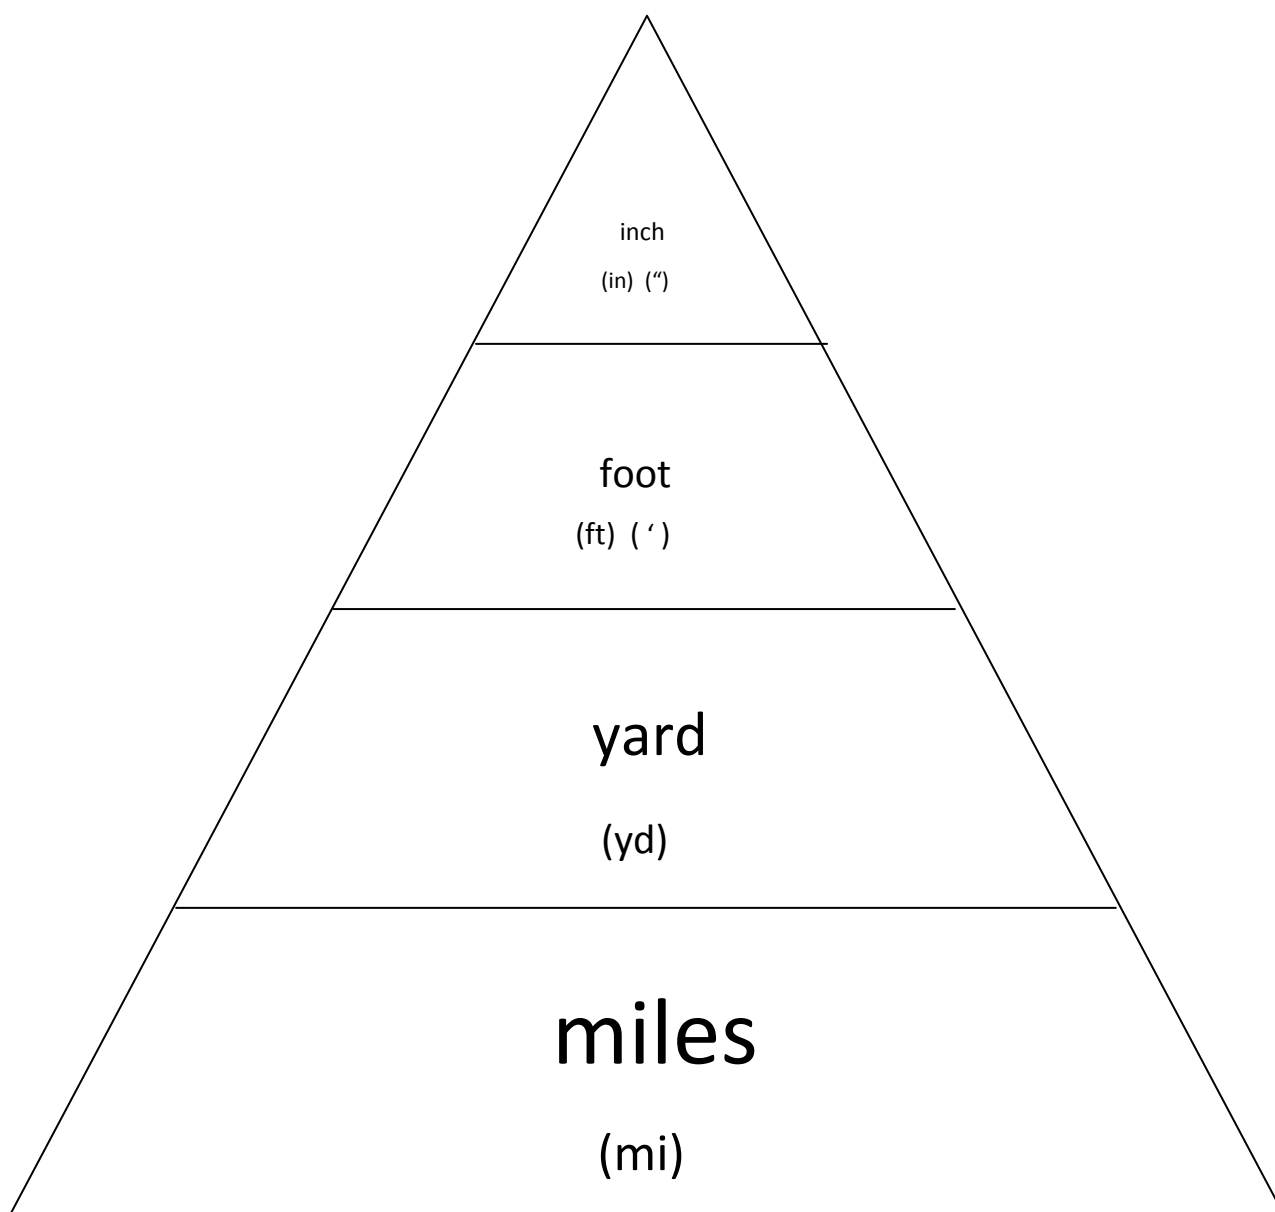 inch
(in) (“)
foot
(ft) ( ‘ )
yard
(yd)
miles
(mi)